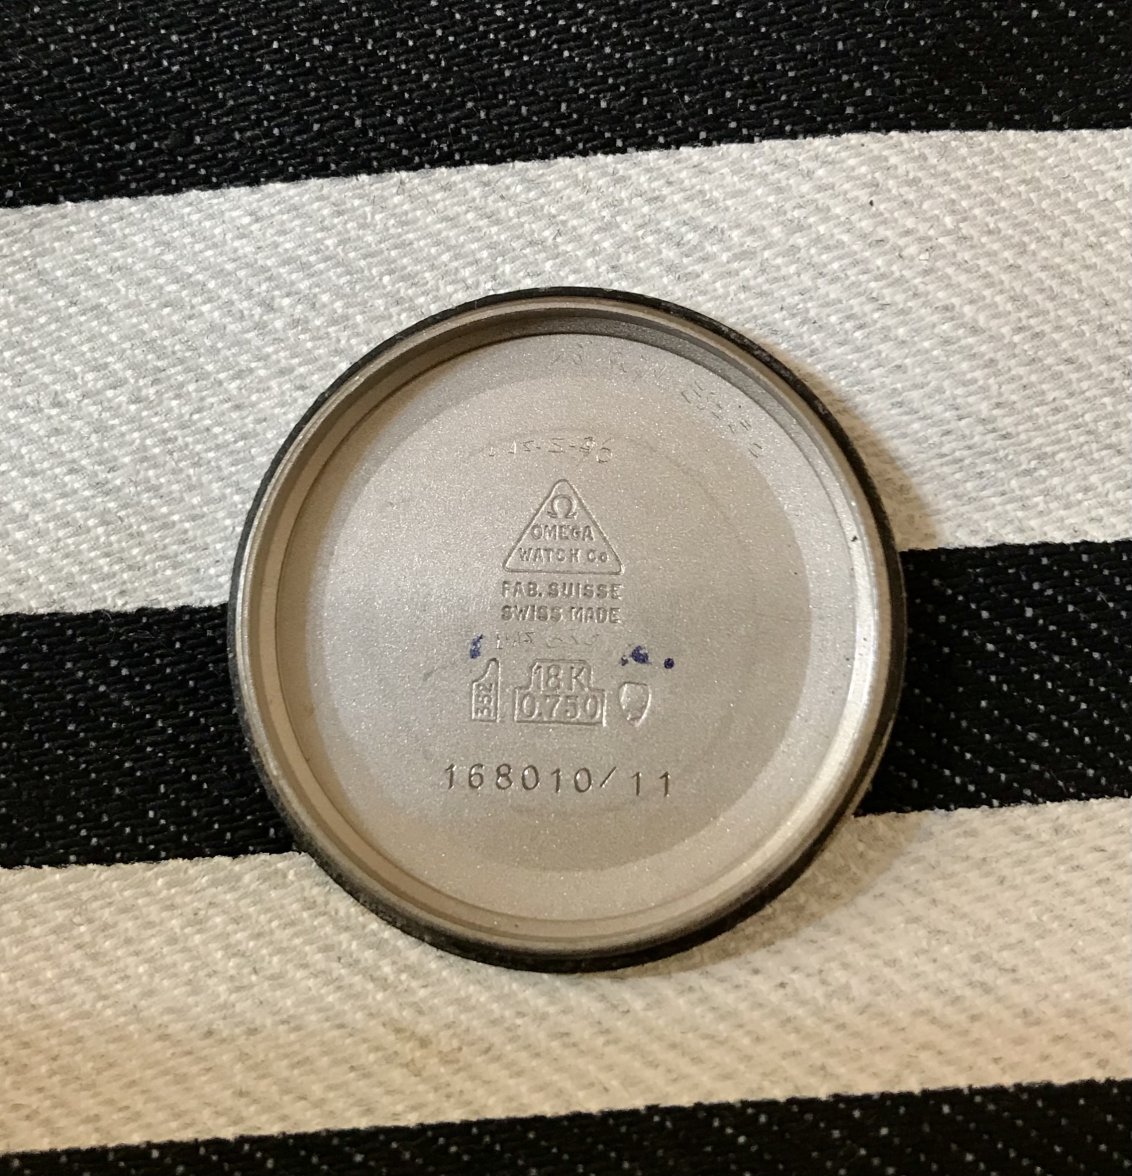 Ω
OMEGA
WATCH Co
FAB. SUISSE
SWISS MADE
18K
0.750
168010/11